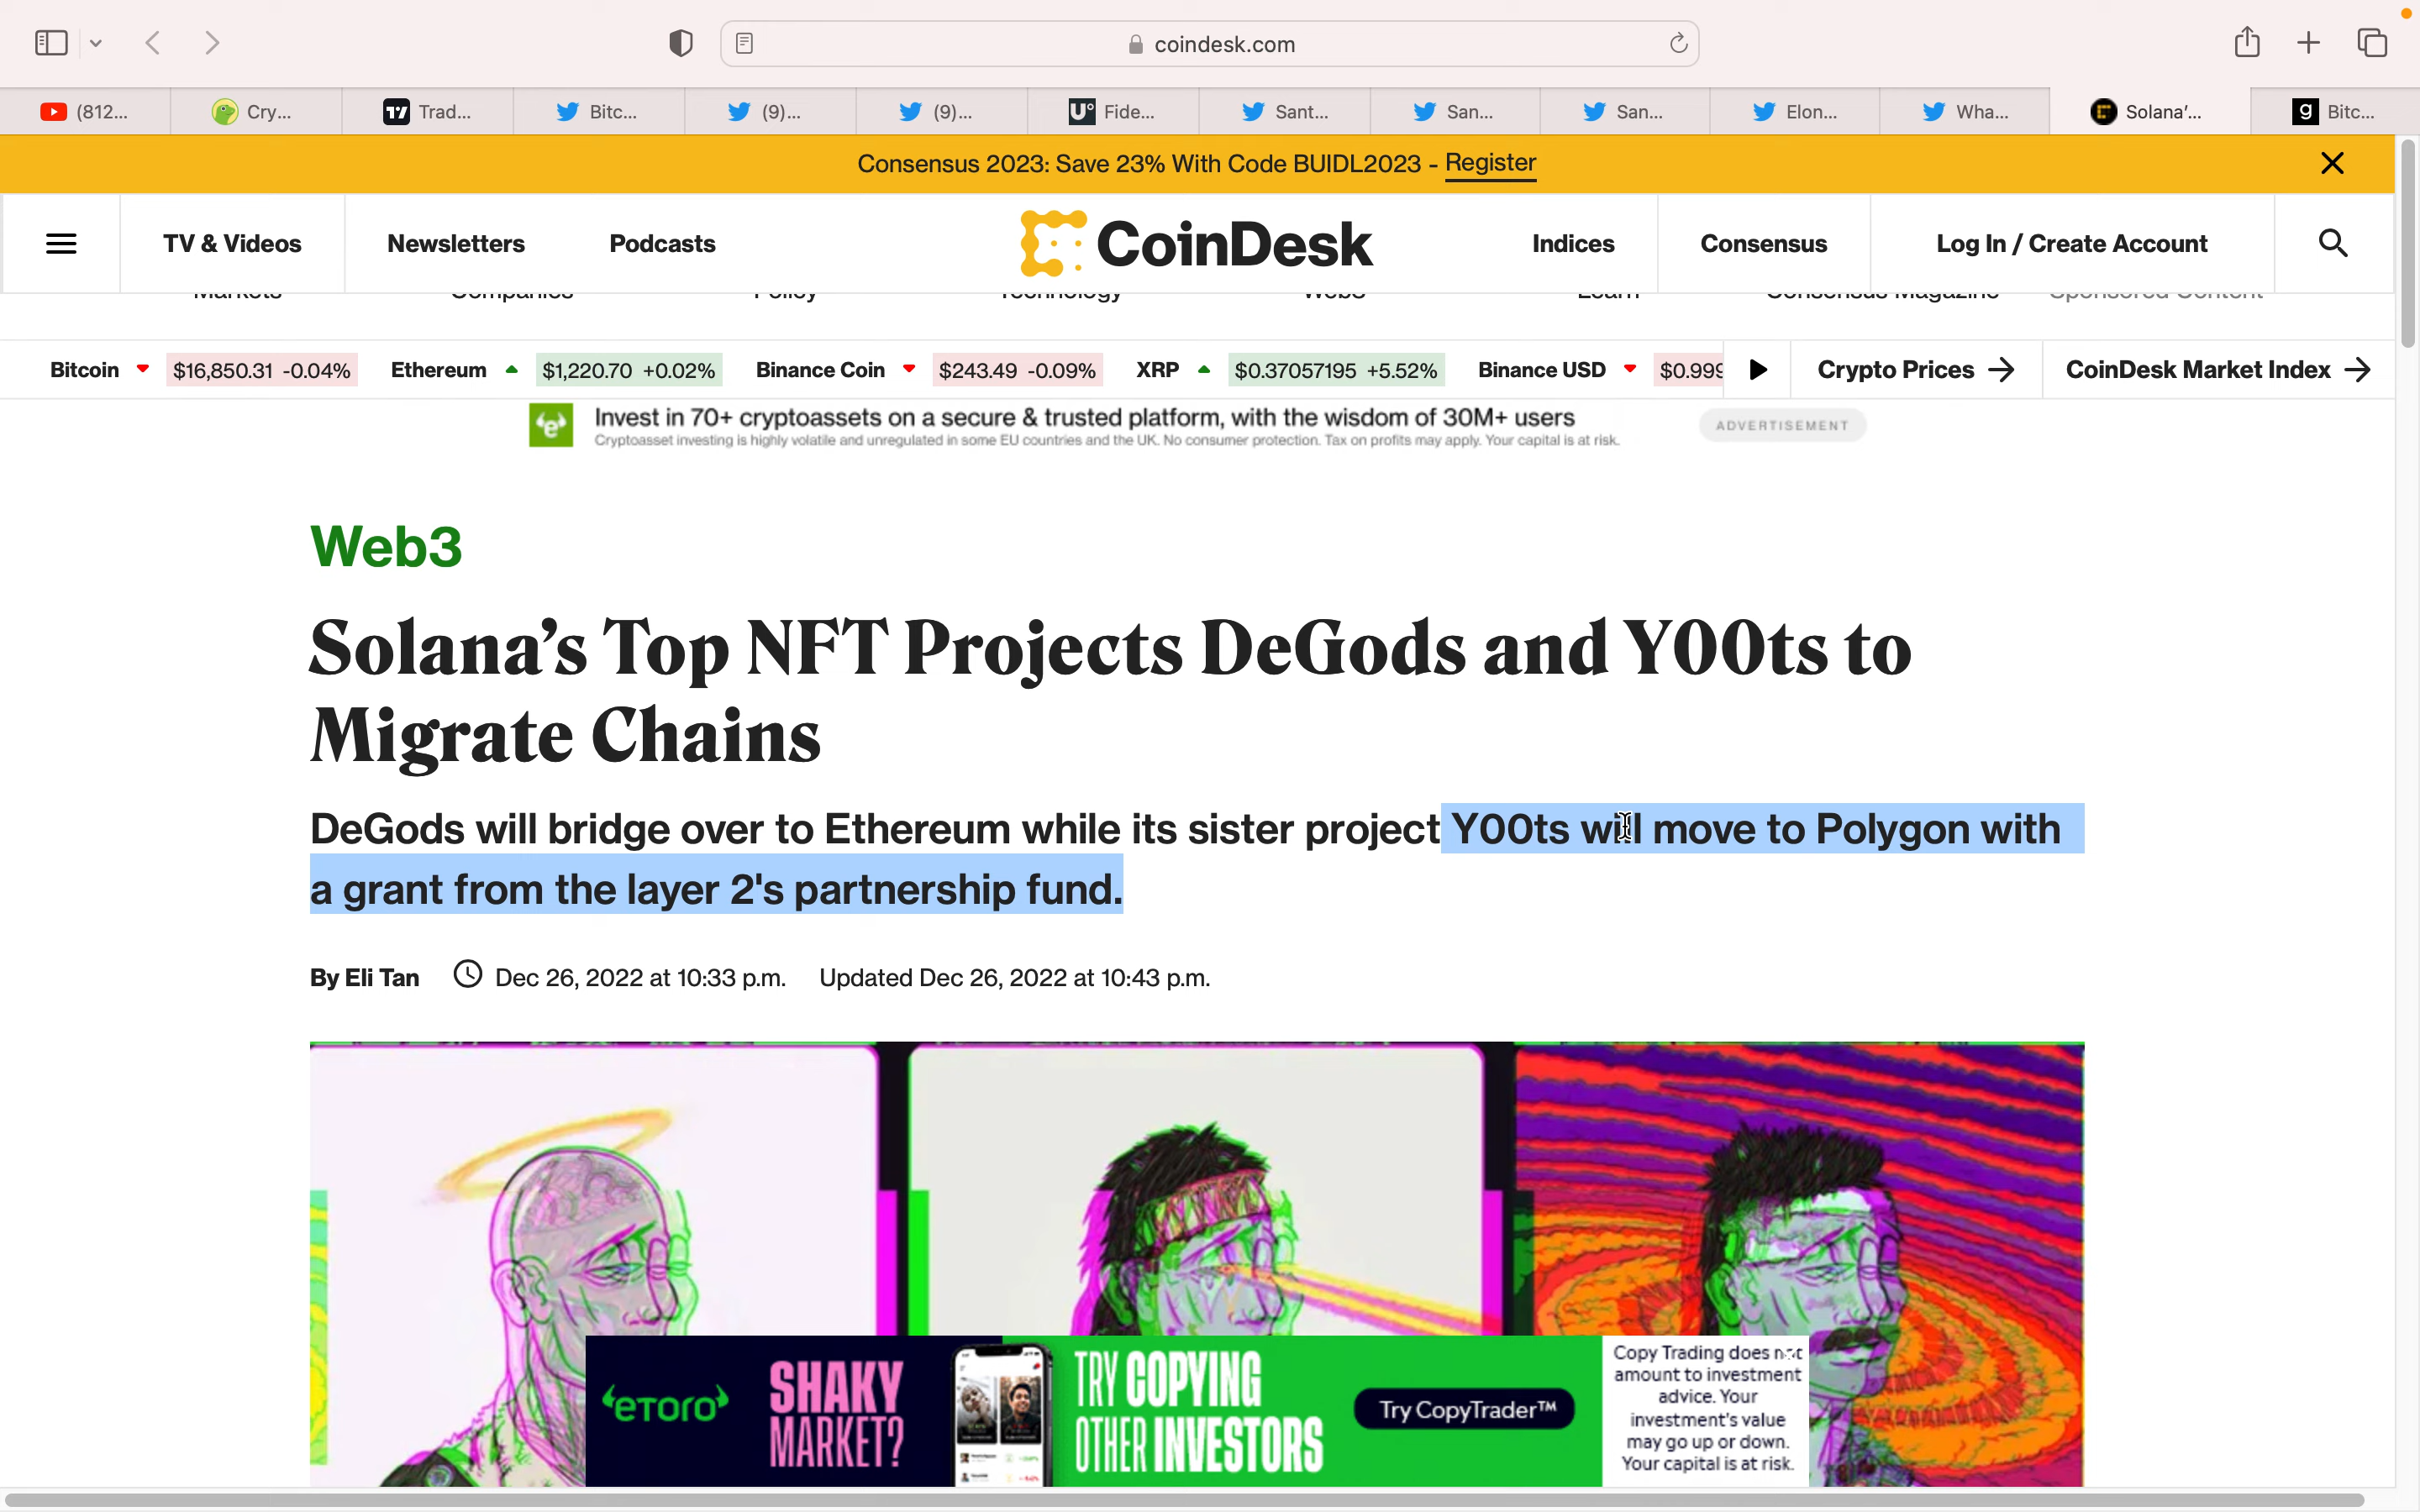 coindesk.com
(812...
Cry...
Trad...
Bitc...
(9)...
(9)...
Fide...
Sant...
San...
San...
Elon...
Wha...
Solana'...
Bitc...
Consensus 2023: Save 23% With Code BUIDL2023 - Register
TV & Videos
Newsletters
Podcasts
CoinDesk
Indices
Consensus
Log In / Create Account
Markets
Companies
Policy
Technology
Web3
Learn
Consensus Magazine
Sponsored Content
Bitcoin $16,850.31 -0.04%
Ethereum $1,220.70 +0.02%
Binance Coin $243.49 -0.09%
XRP $0.37057195 +5.52%
Binance USD $0.999
Crypto Prices
CoinDesk Market Index
Invest in 70+ cryptoassets on a secure & trusted platform, with the wisdom of 30M+ users
Cryptoasset investing is highly volatile and unregulated in some EU countries and the UK. No consumer protection. Tax on profits may apply. Your capital is at risk.
ADVERTISEMENT
Web3
Solana’s Top NFT Projects DeGods and Y00ts to
Migrate Chains
DeGods will bridge over to Ethereum while its sister project Y00ts will move to Polygon with
a grant from the layer 2's partnership fund.
By Eli Tan
Dec 26, 2022 at 10:33 p.m.
Updated Dec 26, 2022 at 10:43 p.m.
eToro
SHAKY
MARKET?
TRY COPYING
OTHER INVESTORS
Try CopyTrader™
Copy Trading does not
amount to investment
advice. Your
investment's value
may go up or down.
Your capital is at risk.